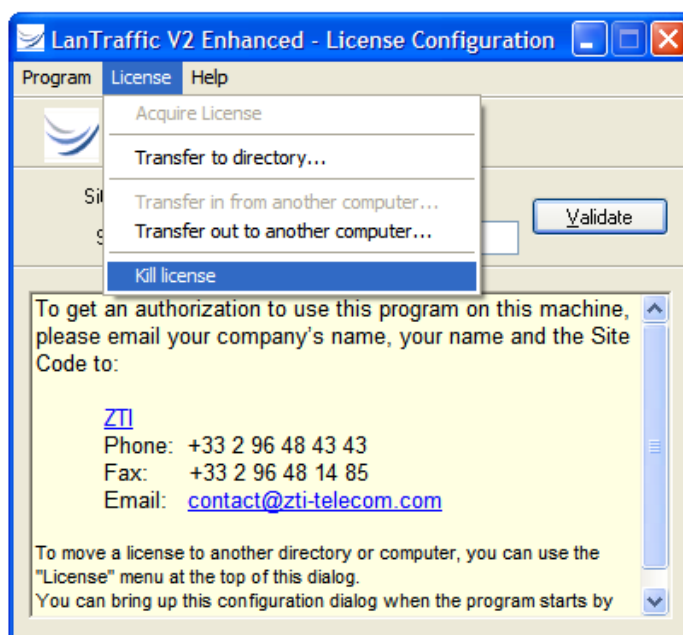 LanTraffic V2 Enhanced - License Configuration
Program License Help
Acquire License
Transfer to directory...
Transfer in from another computer...
Transfer out to another computer...
Kill license
Validate
To get an authorization to use this program on this machine,
please email your company's name, your name and the Site
Code to:
ZTI
Phone: +33 2 96 48 43 43
Fax: +33 2 96 48 14 85
Email: contact@zti-telecom.com
To move a license to another directory or computer, you can use the
"License" menu at the top of this dialog.
You can bring up this configuration dialog when the program starts by